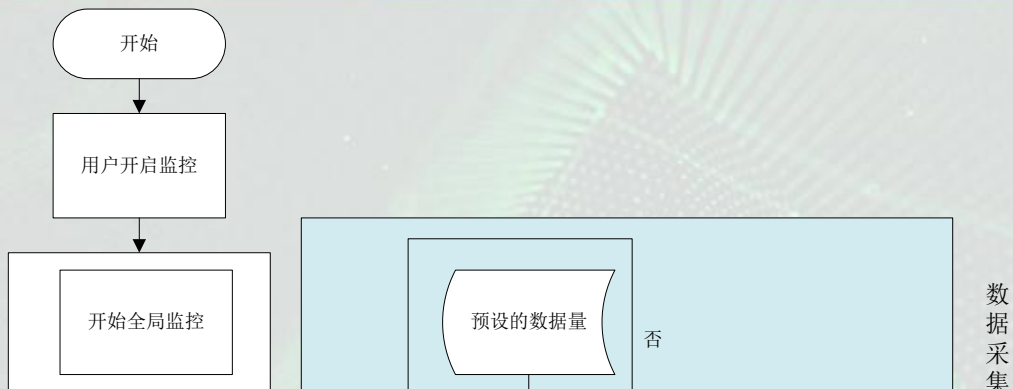 开始
用户开启监控
开始全局监控
预设的数据量
否
数据采集